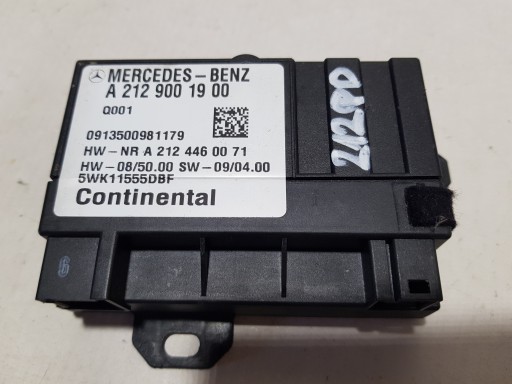 MERCEDES-BENZ
A 212 900 19 00
Q001
0913500981179
HW-NR A 212 446 00 71
HW-08/50.00 SW-09/04.00
5WK11555DBF
Continental